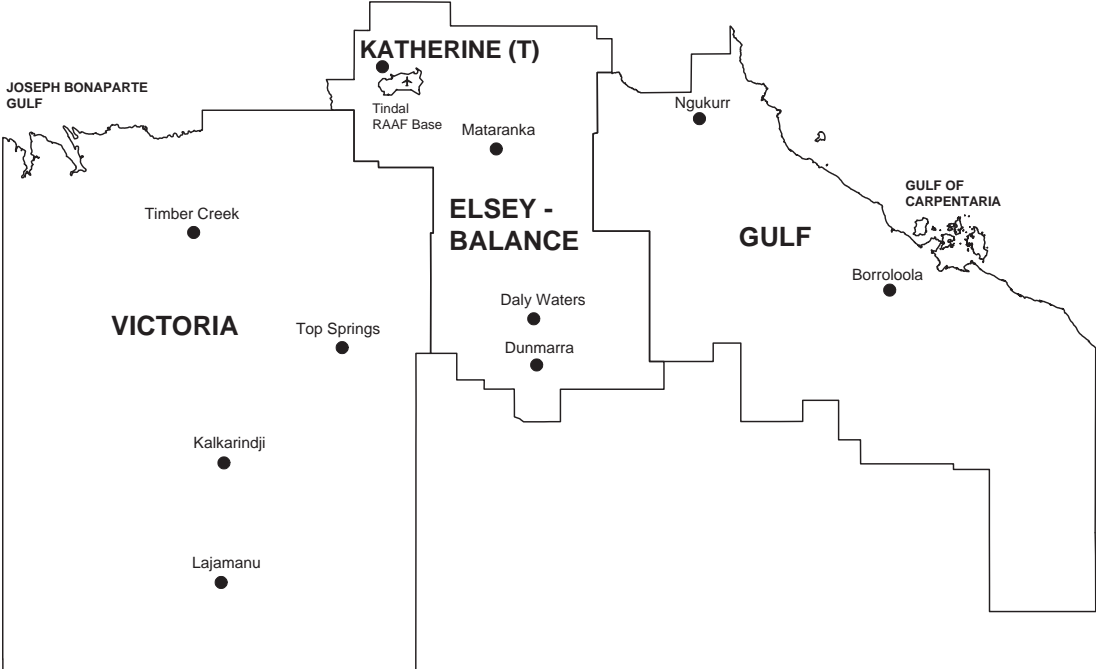 KATHERINE (T)
JOSEPH BONAPARTE
GULF
Tindal
RAAF Base
Ngukurr
Mataranka
Timber Creek
ELSEY -
BALANCE
GULF OF
CARPENTARIA
GULF
Borroloola
Daly Waters
VICTORIA
Top Springs
Dunmarra
Kalkarindji
Lajamanu